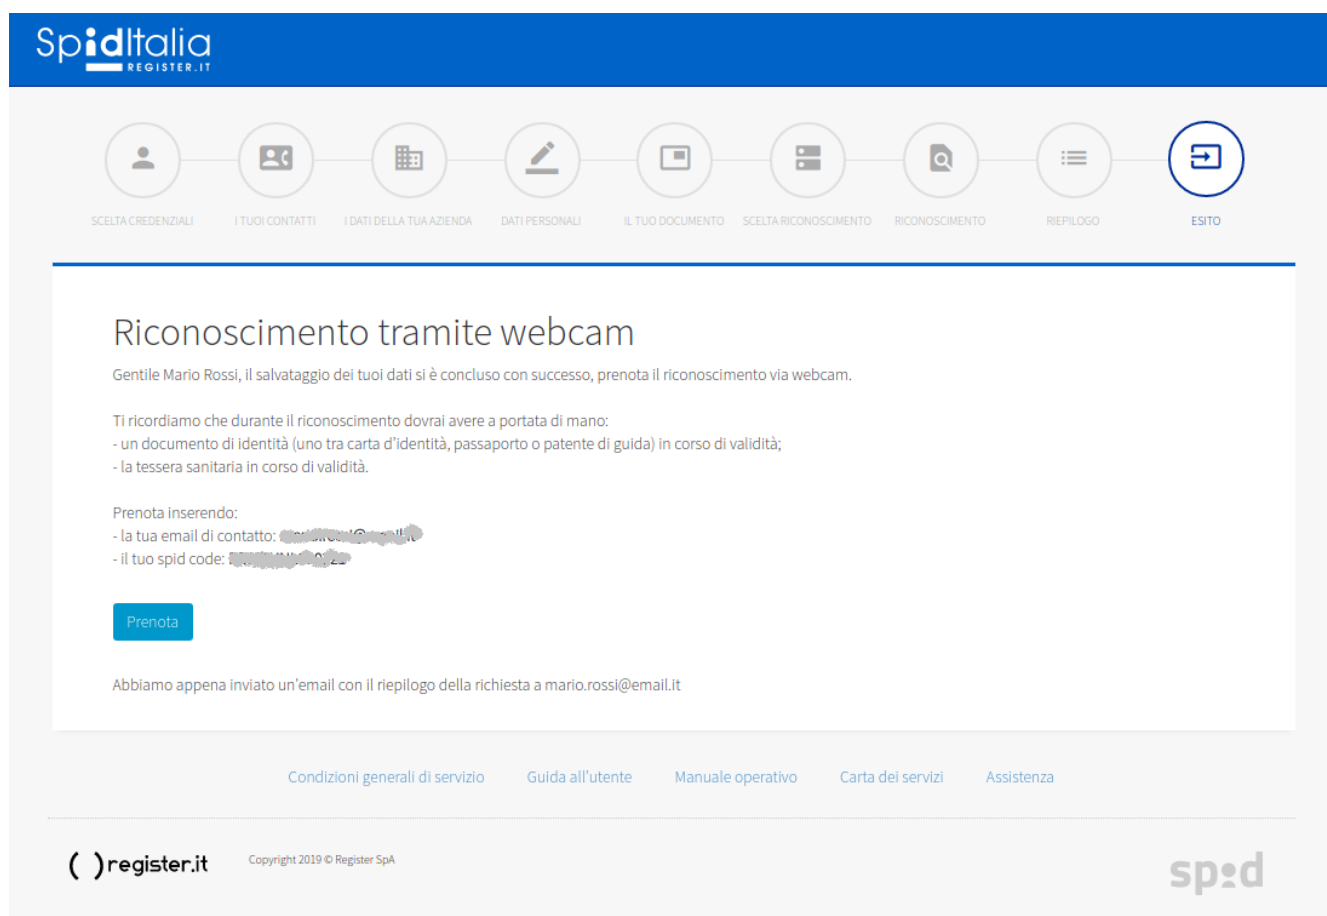 SpidItalia
REGISTER.IT
SCELTA CREDENZIALI
I TUOI CONTATTI
I DATI DELLA TUA AZIENDA
DATI PERSONALI
IL TUO DOCUMENTO
SCELTA RICONOSCIMENTO
RICONOSCIMENTO
RIEPILOGO
ESITO
Riconoscimento tramite webcam
Gentile Mario Rossi, il salvataggio dei tuoi dati si è concluso con successo, prenota il riconoscimento via webcam.
Ti ricordiamo che durante il riconoscimento dovrai avere a portata di mano:
- un documento di identità (uno tra carta d'identità, passaporto o patente di guida) in corso di validità;
- la tessera sanitaria in corso di validità.
Prenota inserendo:
- la tua email di contatto:
- il tuo spid code:
Prenota
Abbiamo appena inviato un'email con il riepilogo della richiesta a mario.rossi@email.it
Condizioni generali di servizio
Guida all'utente
Manuale operativo
Carta dei servizi
Assistenza
( ) register.it
Copyright 2019 © Register SpA
spid